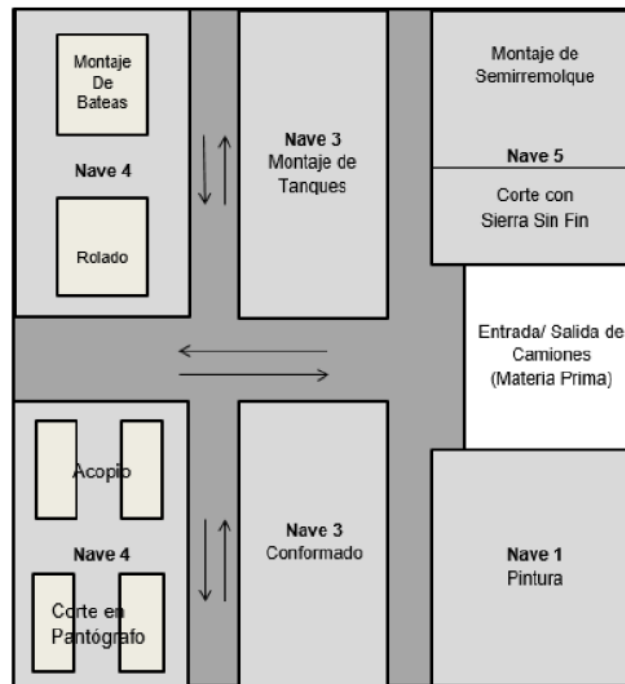 Montaje
De
Bateas
Nave 4
Rolado
Nave 3
Montaje de
Tanques
Montaje de
Semirremolque
Nave 5
Corte con
Sierra Sin Fin
Entrada/ Salida de
Camiones
(Materia Prima)
Acopio
Nave 4
Corte en
Pantógrafo
Nave 3
Conformado
Nave 1
Pintura